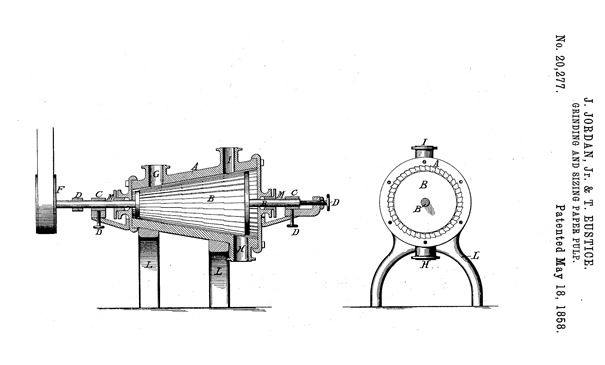 J. JORDAN, Jr. & T. EUSTICE.
GRINDING AND SIZING PAPER PULP.
No. 20,277.
Patented May 18, 1858.
I
G
A
F
D
C
M
B
M
C
D
D
D
H
L
L
I
A
B
B
H
L